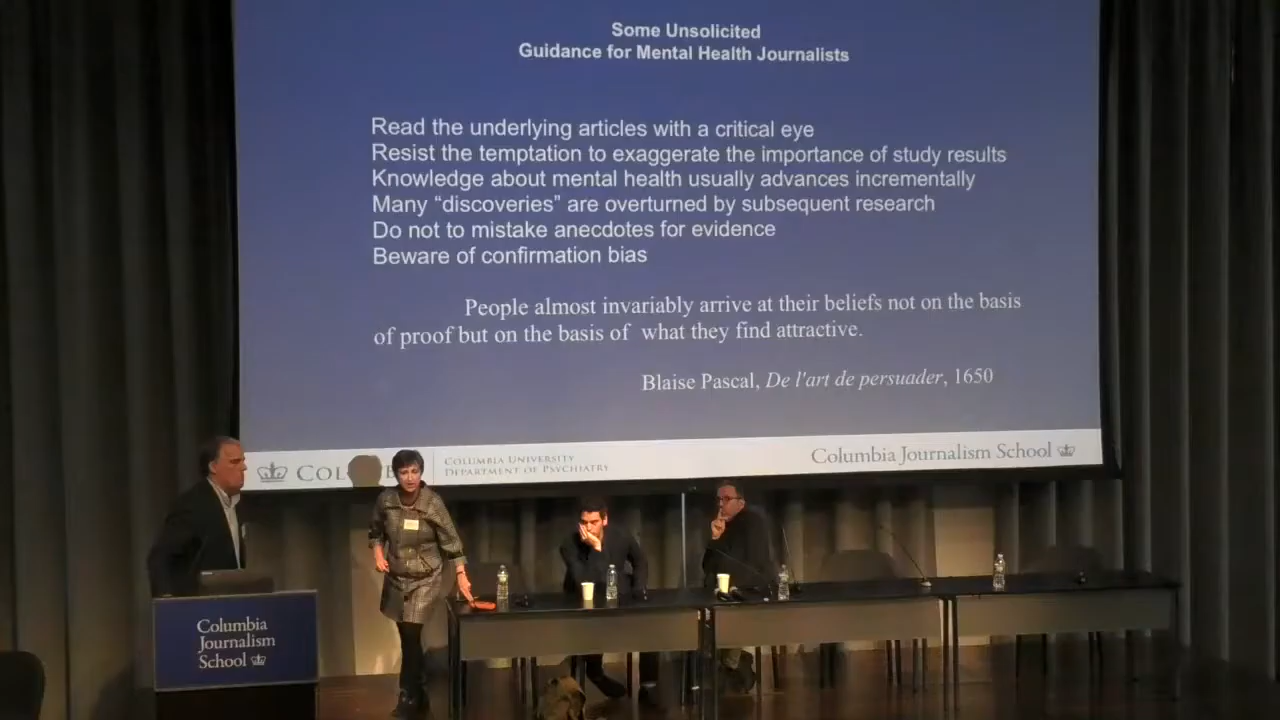 Some Unsolicited
Guidance for Mental Health Journalists
Read the underlying articles with a critical eye
Resist the temptation to exaggerate the importance of study results
Knowledge about mental health usually advances incrementally
Many “discoveries” are overturned by subsequent research
Do not to mistake anecdotes for evidence
Beware of confirmation bias
People almost invariably arrive at their beliefs not on the basis
of proof but on the basis of what they find attractive.
Blaise Pascal, De l'art de persuader, 1650
COLUMBIA UNIVERSITY
DEPARTMENT OF PSYCHIATRY
Columbia Journalism School
Columbia
Journalism
School